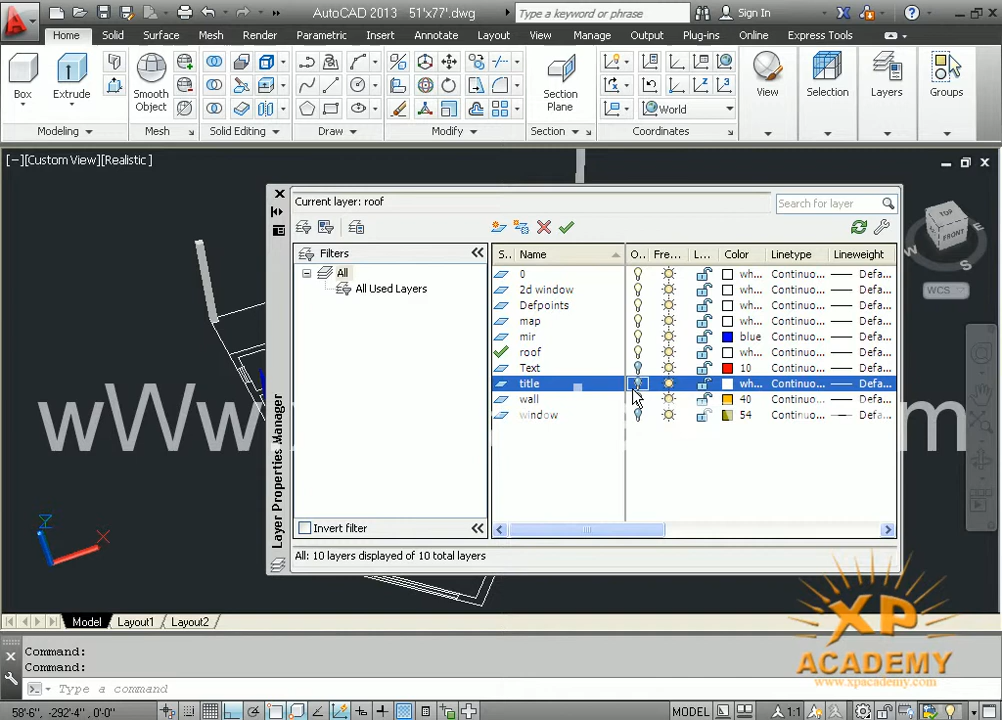 AutoCAD 2013 51'x77'.dwg
Type a keyword or phrase
Sign In
Home Solid Surface Mesh Render Parametric Insert Annotate Layout View Manage Output Plug-ins Online Express Tools
Box Extrude Smooth Object Section Plane World View Selection Layers Groups
Modeling Mesh Solid Editing Draw Modify Section Coordinates
[−][Custom View][Realistic]
Current layer: roof
Search for layer
Filters
All
All Used Layers
S.. Name O.. Fre... L... Color Linetype Lineweight
0 wh... Continuo... Defa...
2d window wh... Continuo... Defa...
Defpoints wh... Continuo... Defa...
map wh... Continuo... Defa...
mir blue Continuo... Defa...
roof wh... Continuo... Defa...
Text 10 Continuo... Defa...
title wh... Continuo... Defa...
wall 40 Continuo... Defa...
window 54 Continuo... Defa...
Invert filter
All: 10 layers displayed of 10 total layers
Layer Properties Manager
TOP
FRONT
W S
WCS
wWw
m
Z X
XP
ACADEMY
www.xpacademy.com
Model Layout1 Layout2
Command:
Command:
Type a command
58'-6", -292'-4", 0'-0"
MODEL 1:1